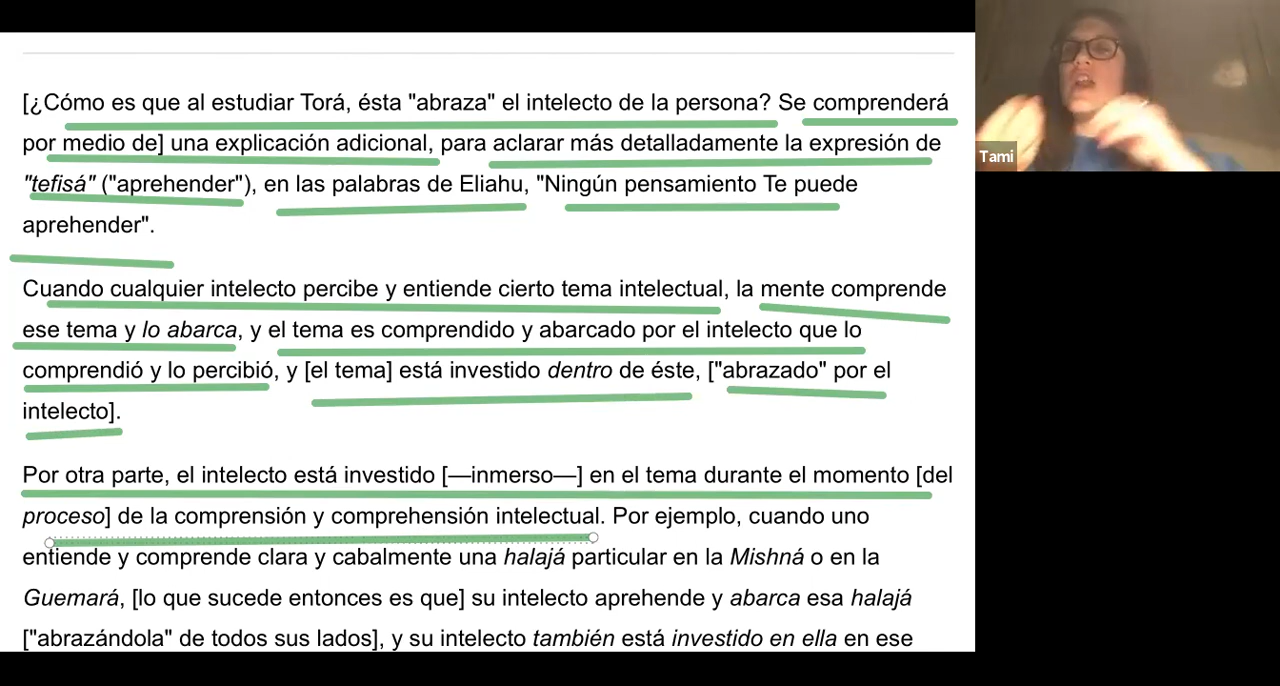 [¿Cómo es que al estudiar Torá, ésta "abraza" el intelecto de la persona? Se comprenderá
por medio de] una explicación adicional, para aclarar más detalladamente la expresión de
"tefisá" ("aprehender"), en las palabras de Eliahu, "Ningún pensamiento Te puede
aprehender".
Cuando cualquier intelecto percibe y entiende cierto tema intelectual, la mente comprende
ese tema y lo abarca, y el tema es comprendido y abarcado por el intelecto que lo
comprendió y lo percibió, y [el tema] está investido dentro de éste, ["abrazado" por el
intelecto].
Por otra parte, el intelecto está investido [—inmerso—] en el tema durante el momento [del
proceso] de la comprensión y comprehensión intelectual. Por ejemplo, cuando uno
entiende y comprende clara y cabalmente una halajá particular en la Mishná o en la
Guemará, [lo que sucede entonces es que] su intelecto aprehende y abarca esa halajá
["abrazándola" de todos sus lados], y su intelecto también está investido en ella en ese
Tami